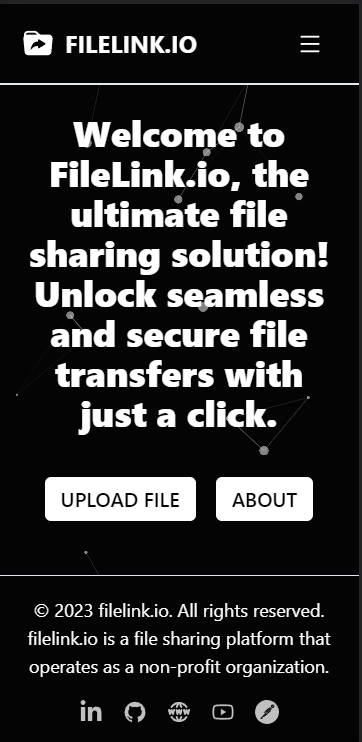 FILELINK.IO
Welcome to
FileLink.io, the
ultimate file
sharing solution!
Unlock seamless
and secure file
transfers with
just a click.
UPLOAD FILE ABOUT
© 2023 filelink.io. All rights reserved.
filelink.io is a file sharing platform that
operates as a non-profit organization.
in WWW